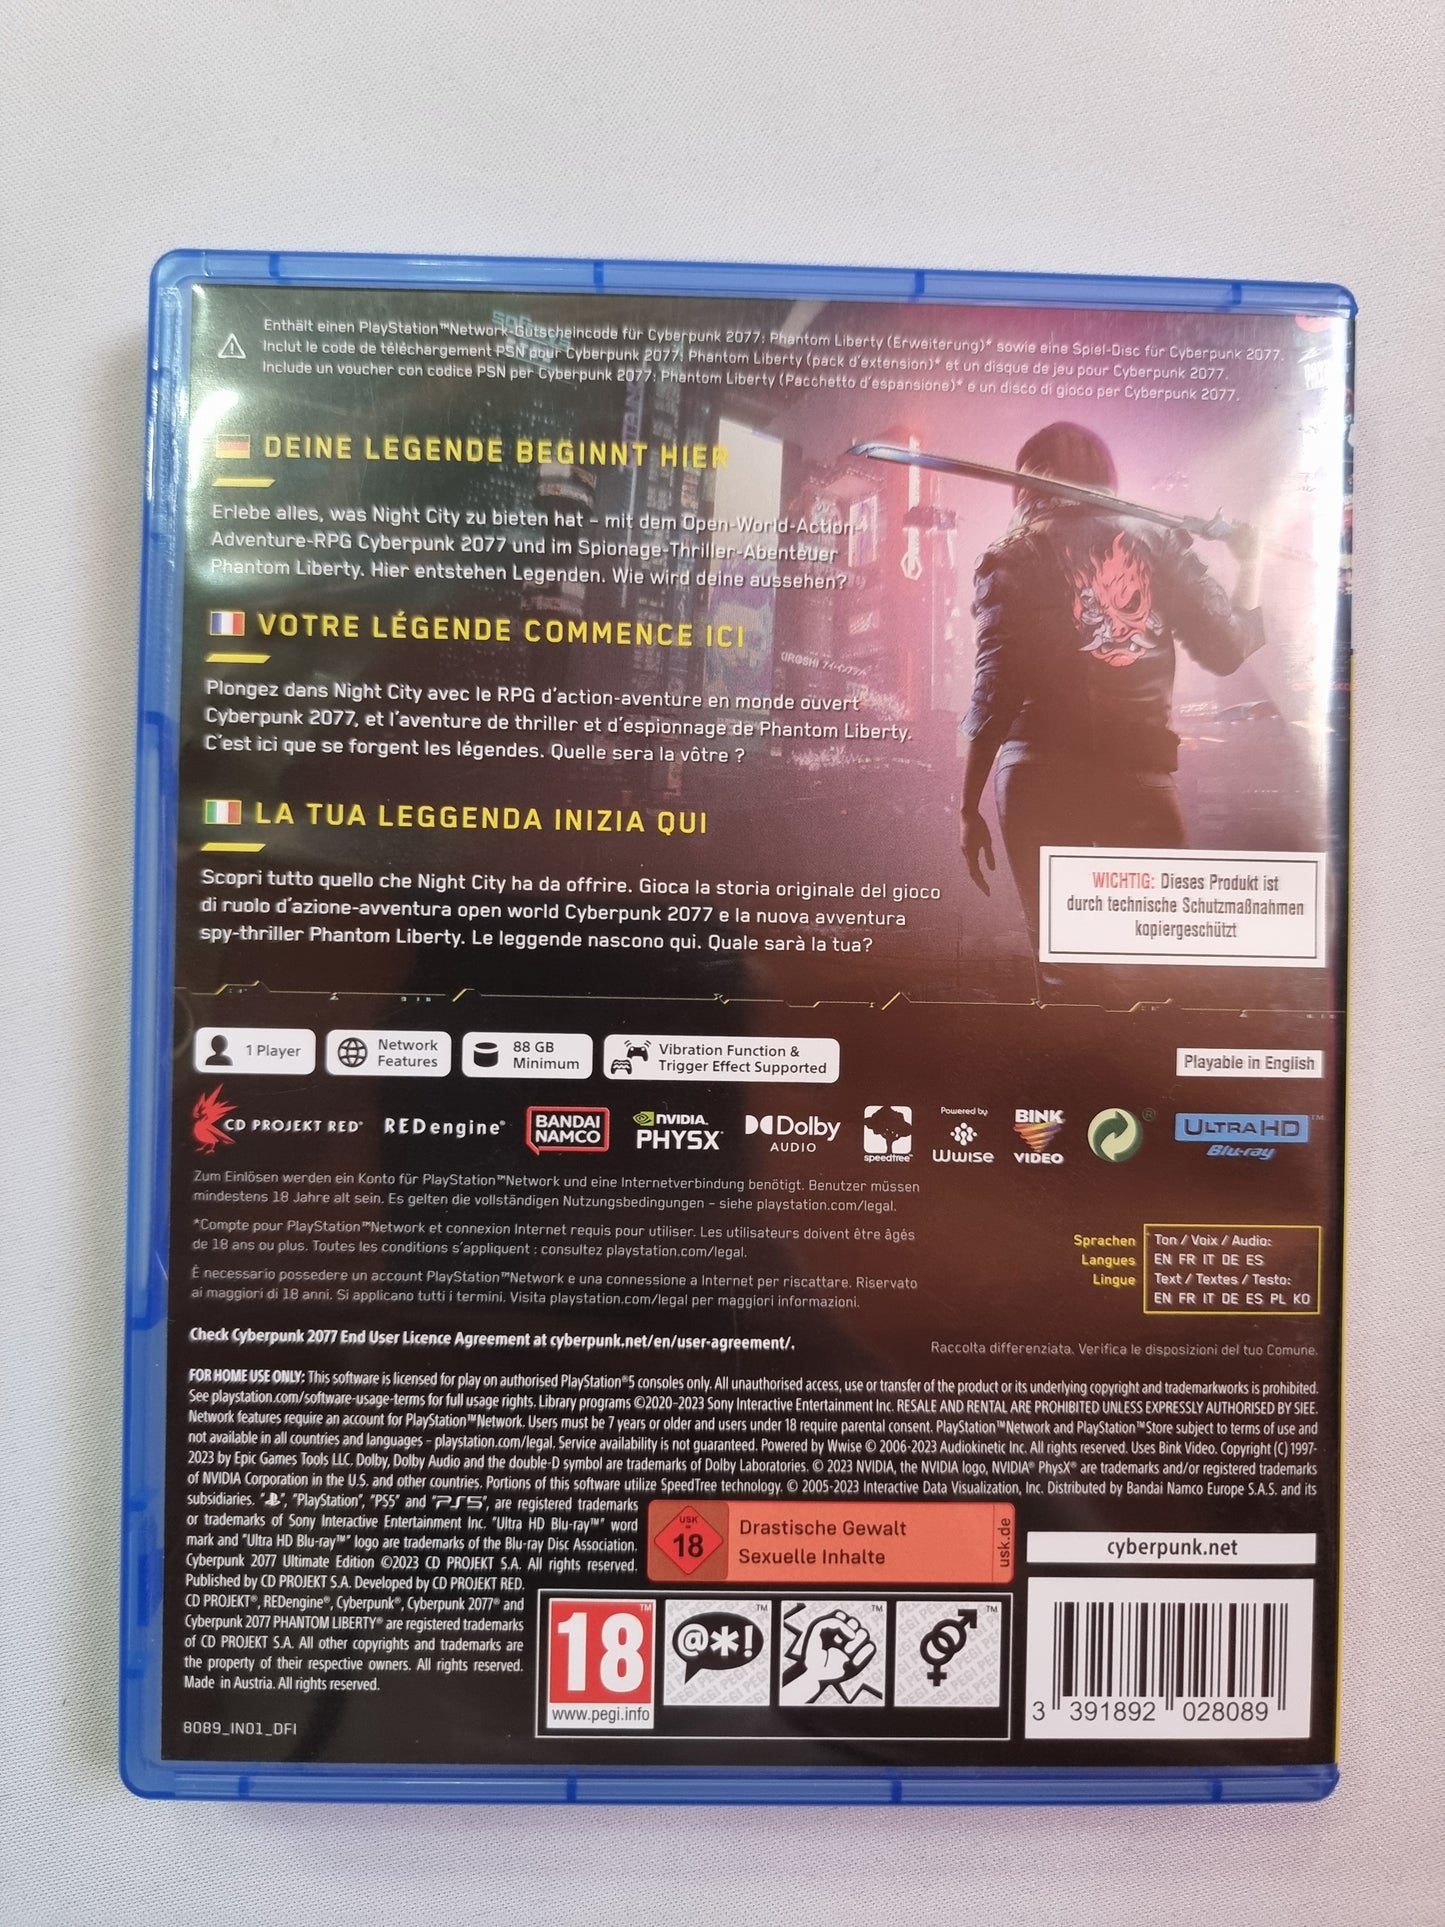 Enthält einen PlayStation™Network-Gutscheincode für Cyberpunk 2077: Phantom Liberty (Erweiterung)* sowie eine Spiel-Disc für Cyberpunk 2077.
Inclut le code de téléchargement PSN pour Cyberpunk 2077: Phantom Liberty (pack d'extension)* et un disque de jeu pour Cyberpunk 2077.
Include un voucher con codice PSN per Cyberpunk 2077: Phantom Liberty (Pacchetto d'espansione)* e un disco di gioco per Cyberpunk 2077.
DEINE LEGENDE BEGINNT HIER
Erlebe alles, was Night City zu bieten hat – mit dem Open-World-Action-
Adventure-RPG Cyberpunk 2077 und im Spionage-Thriller-Abenteuer
Phantom Liberty. Hier entstehen Legenden. Wie wird deine aussehen?
VOTRE LÉGENDE COMMENCE ICI
Plongez dans Night City avec le RPG d'action-aventure en monde ouvert
Cyberpunk 2077, et l'aventure de thriller et d'espionnage de Phantom Liberty.
C'est ici que se forgent les légendes. Quelle sera la vôtre ?
LA TUA LEGGENDA INIZIA QUI
Scopri tutto quello che Night City ha da offrire. Gioca la storia originale del gioco
di ruolo d'azione-avventura open world Cyberpunk 2077 e la nuova avventura
spy-thriller Phantom Liberty. Le leggende nascono qui. Quale sarà la tua?
WICHTIG: Dieses Produkt ist
durch technische Schutzmaßnahmen
kopiergeschützt
1 Player
Network
Features
88 GB
Minimum
Vibration Function &
Trigger Effect Supported
Playable in English
CD PROJEKT RED®
REDengine®
BANDAI
NAMCO
NVIDIA.
PHYSX™
Dolby
AUDIO
speedtree™
Powered by
Wwise
BINK
VIDEO
®
ULTRA HD™
Blu-ray
Zum Einlösen werden ein Konto für PlayStation™Network und eine Internetverbindung benötigt. Benutzer müssen
mindestens 18 Jahre alt sein. Es gelten die vollständigen Nutzungsbedingungen – siehe playstation.com/legal.
*Compte pour PlayStation™Network et connexion Internet requis pour utiliser. Les utilisateurs doivent être âgés
de 18 ans ou plus. Toutes les conditions s'appliquent : consultez playstation.com/legal.
È necessario possedere un account PlayStation™Network e una connessione a Internet per riscattare. Riservato
ai maggiori di 18 anni. Si applicano tutti i termini. Visita playstation.com/legal per maggiori informazioni.
Sprachen
Langues
Lingue
Ton / Voix / Audio:
EN FR IT DE ES
Text / Textes / Testo:
EN FR IT DE ES PL KO
Check Cyberpunk 2077 End User Licence Agreement at cyberpunk.net/en/user-agreement/.
Raccolta differenziata. Verifica le disposizioni del tuo Comune.
FOR HOME USE ONLY: This software is licensed for play on authorised PlayStation®5 consoles only. All unauthorised access, use or transfer of the product or its underlying copyright and trademarkworks is prohibited.
See playstation.com/software-usage-terms for full usage rights. Library programs ©2020-2023 Sony Interactive Entertainment Inc. RESALE AND RENTAL ARE PROHIBITED UNLESS EXPRESSLY AUTHORISED BY SIEE.
Network features require an account for PlayStation™Network. Users must be 7 years or older and users under 18 require parental consent. PlayStation™Network and PlayStation™Store subject to terms of use and
not available in all countries and languages – playstation.com/legal. Service availability is not guaranteed. Powered by Wwise © 2006-2023 Audiokinetic Inc. All rights reserved. Uses Bink Video. Copyright (C) 1997-
2023 by Epic Games Tools LLC. Dolby, Dolby Audio and the double-D symbol are trademarks of Dolby Laboratories. © 2023 NVIDIA, the NVIDIA logo, NVIDIA® PhysX® are trademarks and/or registered trademarks
of NVIDIA Corporation in the U.S. and other countries. Portions of this software utilize SpeedTree technology. © 2005-2023 Interactive Data Visualization, Inc. Distributed by Bandai Namco Europe S.A.S. and its
subsidiaries. "", "PlayStation", "PS5" and "PS5", are registered trademarks
or trademarks of Sony Interactive Entertainment Inc. "Ultra HD Blu-ray™" word
mark and "Ultra HD Blu-ray™" logo are trademarks of the Blu-ray Disc Association.
Cyberpunk 2077 Ultimate Edition ©2023 CD PROJEKT S.A. All rights reserved.
Published by CD PROJEKT S.A. Developed by CD PROJEKT RED.
CD PROJEKT®, REDengine®, Cyberpunk®, Cyberpunk 2077® and
Cyberpunk 2077 PHANTOM LIBERTY® are registered trademarks
of CD PROJEKT S.A. All other copyrights and trademarks are
the property of their respective owners. All rights reserved.
Made in Austria. All rights reserved.
8089_IN01_DFI
USK
18
Drastische Gewalt
Sexuelle Inhalte
usk.de
18™
www.pegi.info
@*!
cyberpunk.net
3 391892 028089